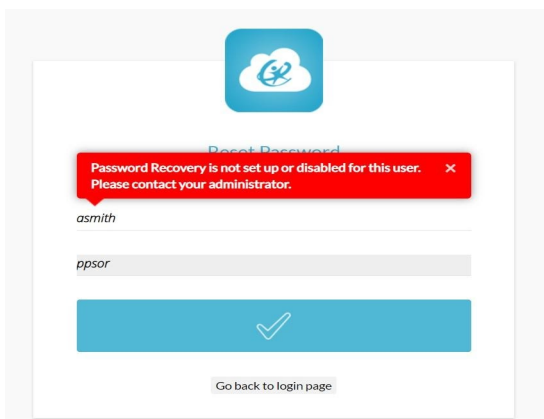 Reset Password
Password Recovery is not set up or disabled for this user. ×
Please contact your administrator.
asmith
ppsor
Go back to login page